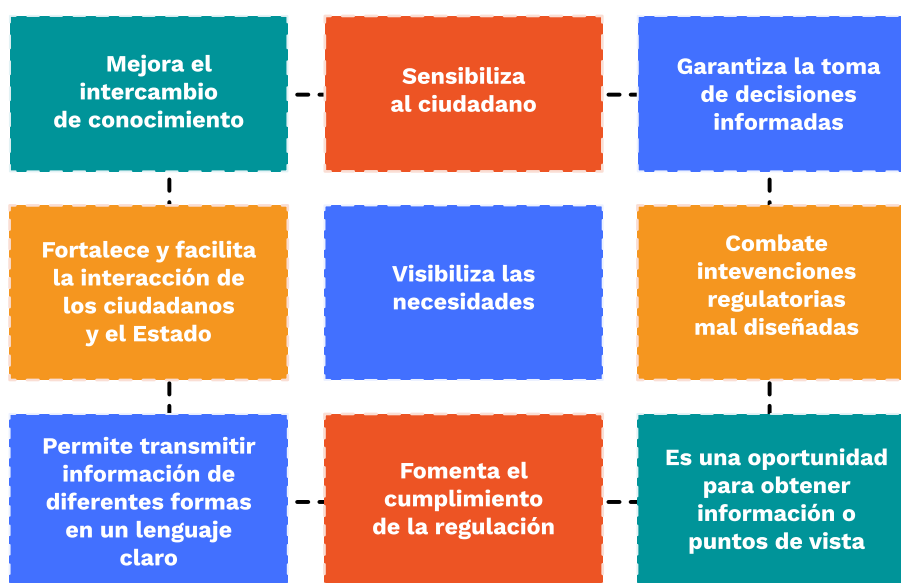 Mejora el
intercambio
de conocimiento
Sensibiliza
al ciudadano
Garantiza la toma
de decisiones
informadas
Fortalece y facilita
la interacción de
los ciudadanos
y el Estado
Visibiliza las
necesidades
Combate
intevenciones
regulatorias
mal diseñadas
Permite transmitir
información de
diferentes formas
en un lenguaje
claro
Fomenta el
cumplimiento
de la regulación
Es una oportunidad
para obtener
información o
puntos de vista